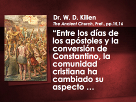 Dr. W. D. Killen
The Ancient Church, Pref., pp.15,16
“Entre los días de
los apóstoles y la
conversión de
Constantino, la
comunidad
cristiana ha
cambiado su
aspecto …